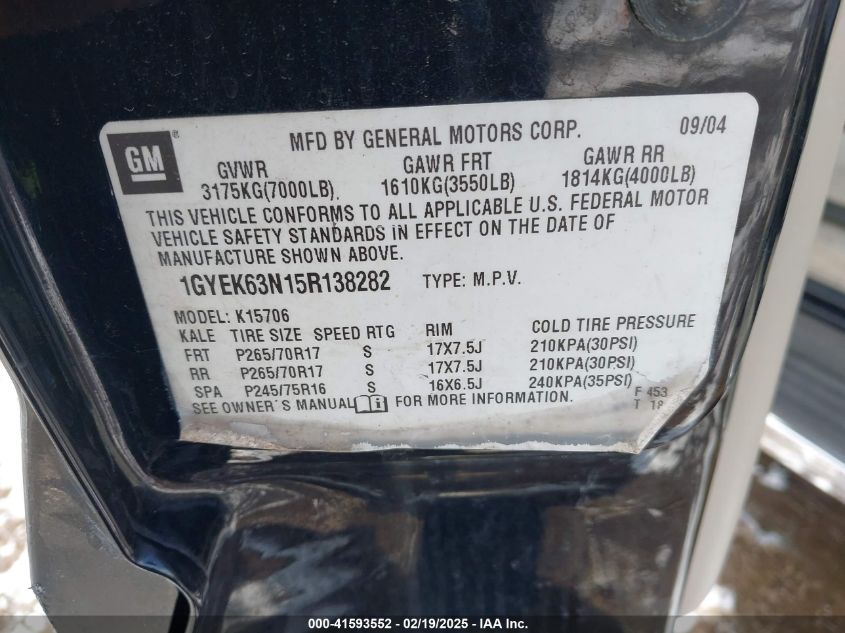 GM ®
MFD BY GENERAL MOTORS CORP. 09/04
GVWR GAWR FRT GAWR RR
3175KG(7000LB) 1610KG(3550LB) 1814KG(4000LB)
THIS VEHICLE CONFORMS TO ALL APPLICABLE U.S. FEDERAL MOTOR
VEHICLE SAFETY STANDARDS IN EFFECT ON THE DATE OF
MANUFACTURE SHOWN ABOVE.
1GYEK63N15R138282 TYPE: M.P.V.
MODEL: K15706
KALE TIRE SIZE SPEED RTG RIM COLD TIRE PRESSURE
FRT P265/70R17 S 17X7.5J 210KPA(30PSI)
RR P265/70R17 S 17X7.5J 210KPA(30PSI)
SPA P245/75R16 S 16X6.5J 240KPA(35PSI)
SEE OWNER'S MANUAL FOR MORE INFORMATION.
F 453
T 18
000-41593552 / 02/19/2025 - IAA Inc.